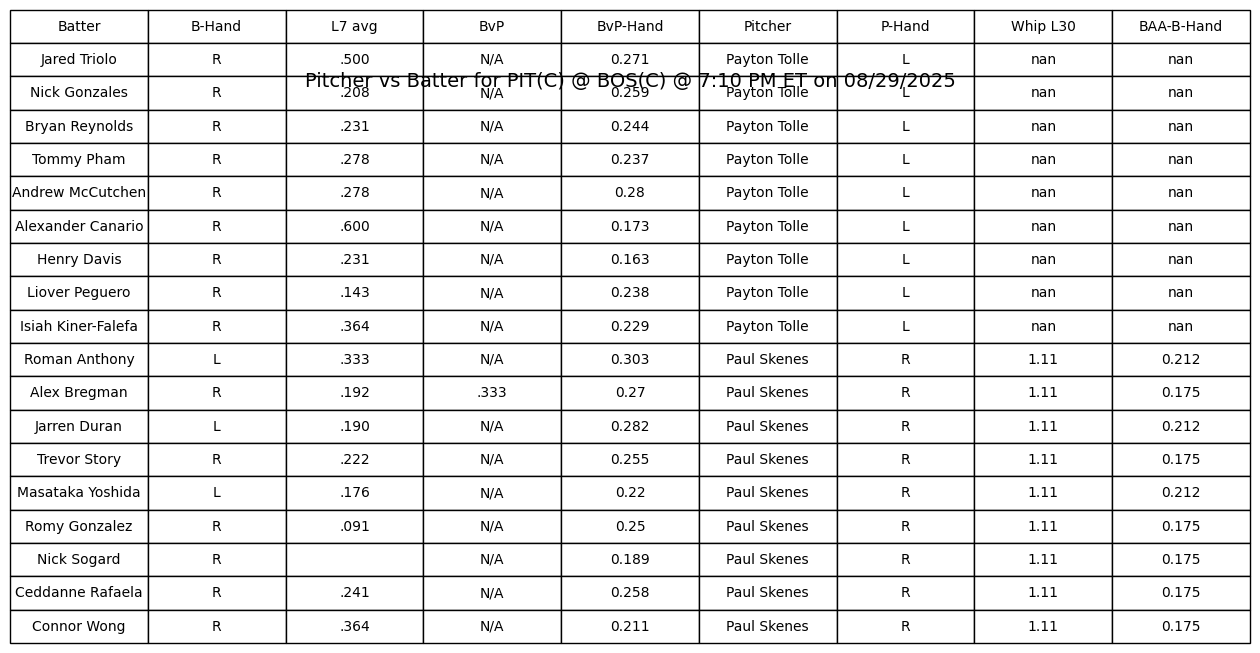 Batter B-Hand L7 avg BvP BvP-Hand Pitcher P-Hand Whip L30 BAA-B-Hand
Jared Triolo R .500 N/A 0.271 Payton Tolle L nan nan
Pitcher vs Batter for PIT(C) @ BOS(C) @ 7:10 PM ET on 08/29/2025
Nick Gonzales R .208 N/A 0.259 Payton Tolle L nan nan
Bryan Reynolds R .231 N/A 0.244 Payton Tolle L nan nan
Tommy Pham R .278 N/A 0.237 Payton Tolle L nan nan
Andrew McCutchen R .278 N/A 0.28 Payton Tolle L nan nan
Alexander Canario R .600 N/A 0.173 Payton Tolle L nan nan
Henry Davis R .231 N/A 0.163 Payton Tolle L nan nan
Liover Peguero R .143 N/A 0.238 Payton Tolle L nan nan
Isiah Kiner-Falefa R .364 N/A 0.229 Payton Tolle L nan nan
Roman Anthony L .333 N/A 0.303 Paul Skenes R 1.11 0.212
Alex Bregman R .192 .333 0.27 Paul Skenes R 1.11 0.175
Jarren Duran L .190 N/A 0.282 Paul Skenes R 1.11 0.212
Trevor Story R .222 N/A 0.255 Paul Skenes R 1.11 0.175
Masataka Yoshida L .176 N/A 0.22 Paul Skenes R 1.11 0.212
Romy Gonzalez R .091 N/A 0.25 Paul Skenes R 1.11 0.175
Nick Sogard R N/A 0.189 Paul Skenes R 1.11 0.175
Ceddanne Rafaela R .241 N/A 0.258 Paul Skenes R 1.11 0.175
Connor Wong R .364 N/A 0.211 Paul Skenes R 1.11 0.175